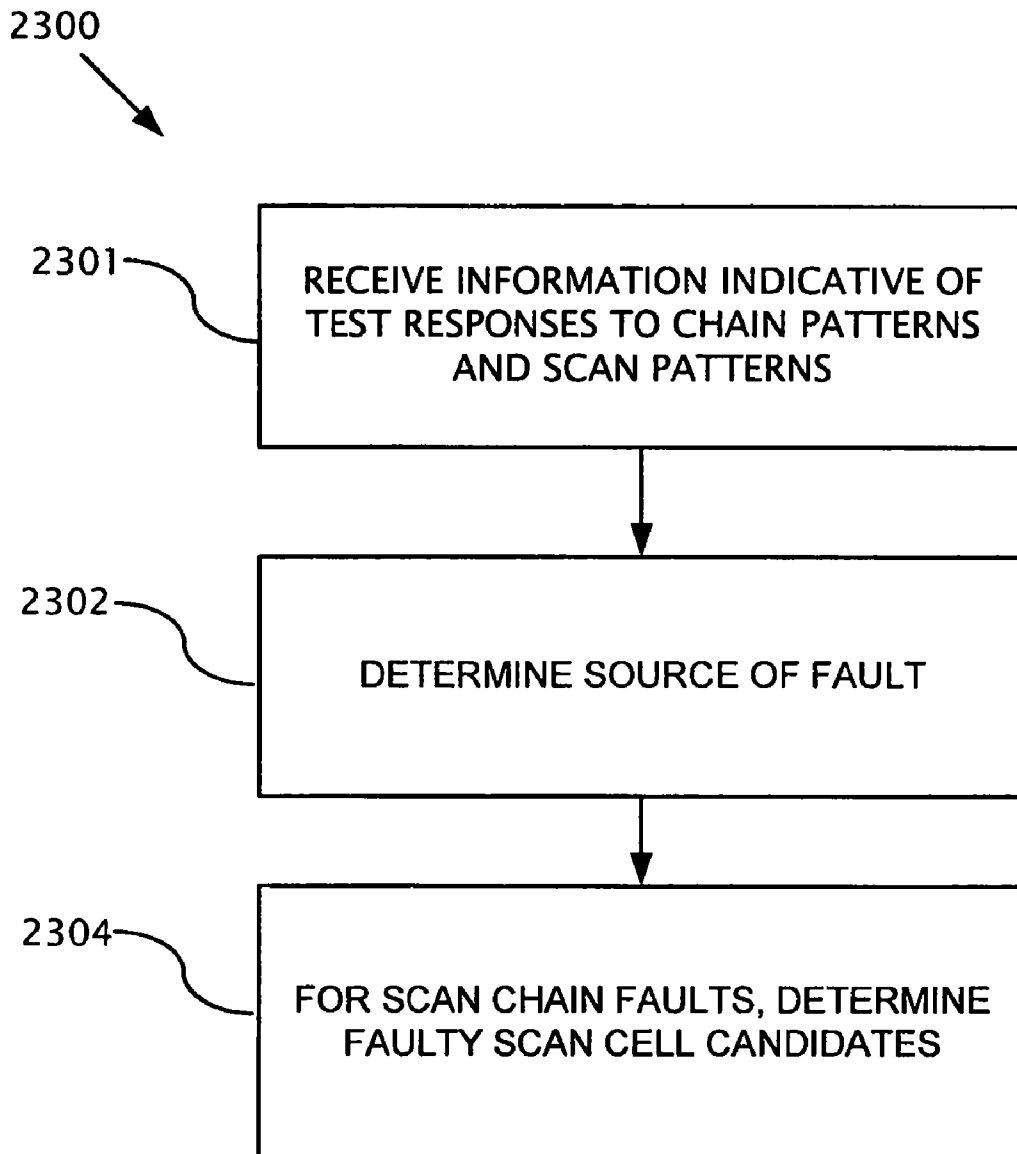 2300
2301
RECEIVE INFORMATION INDICATIVE OF
TEST RESPONSES TO CHAIN PATTERNS
AND SCAN PATTERNS
2302
DETERMINE SOURCE OF FAULT
2304
FOR SCAN CHAIN FAULTS, DETERMINE
FAULTY SCAN CELL CANDIDATES